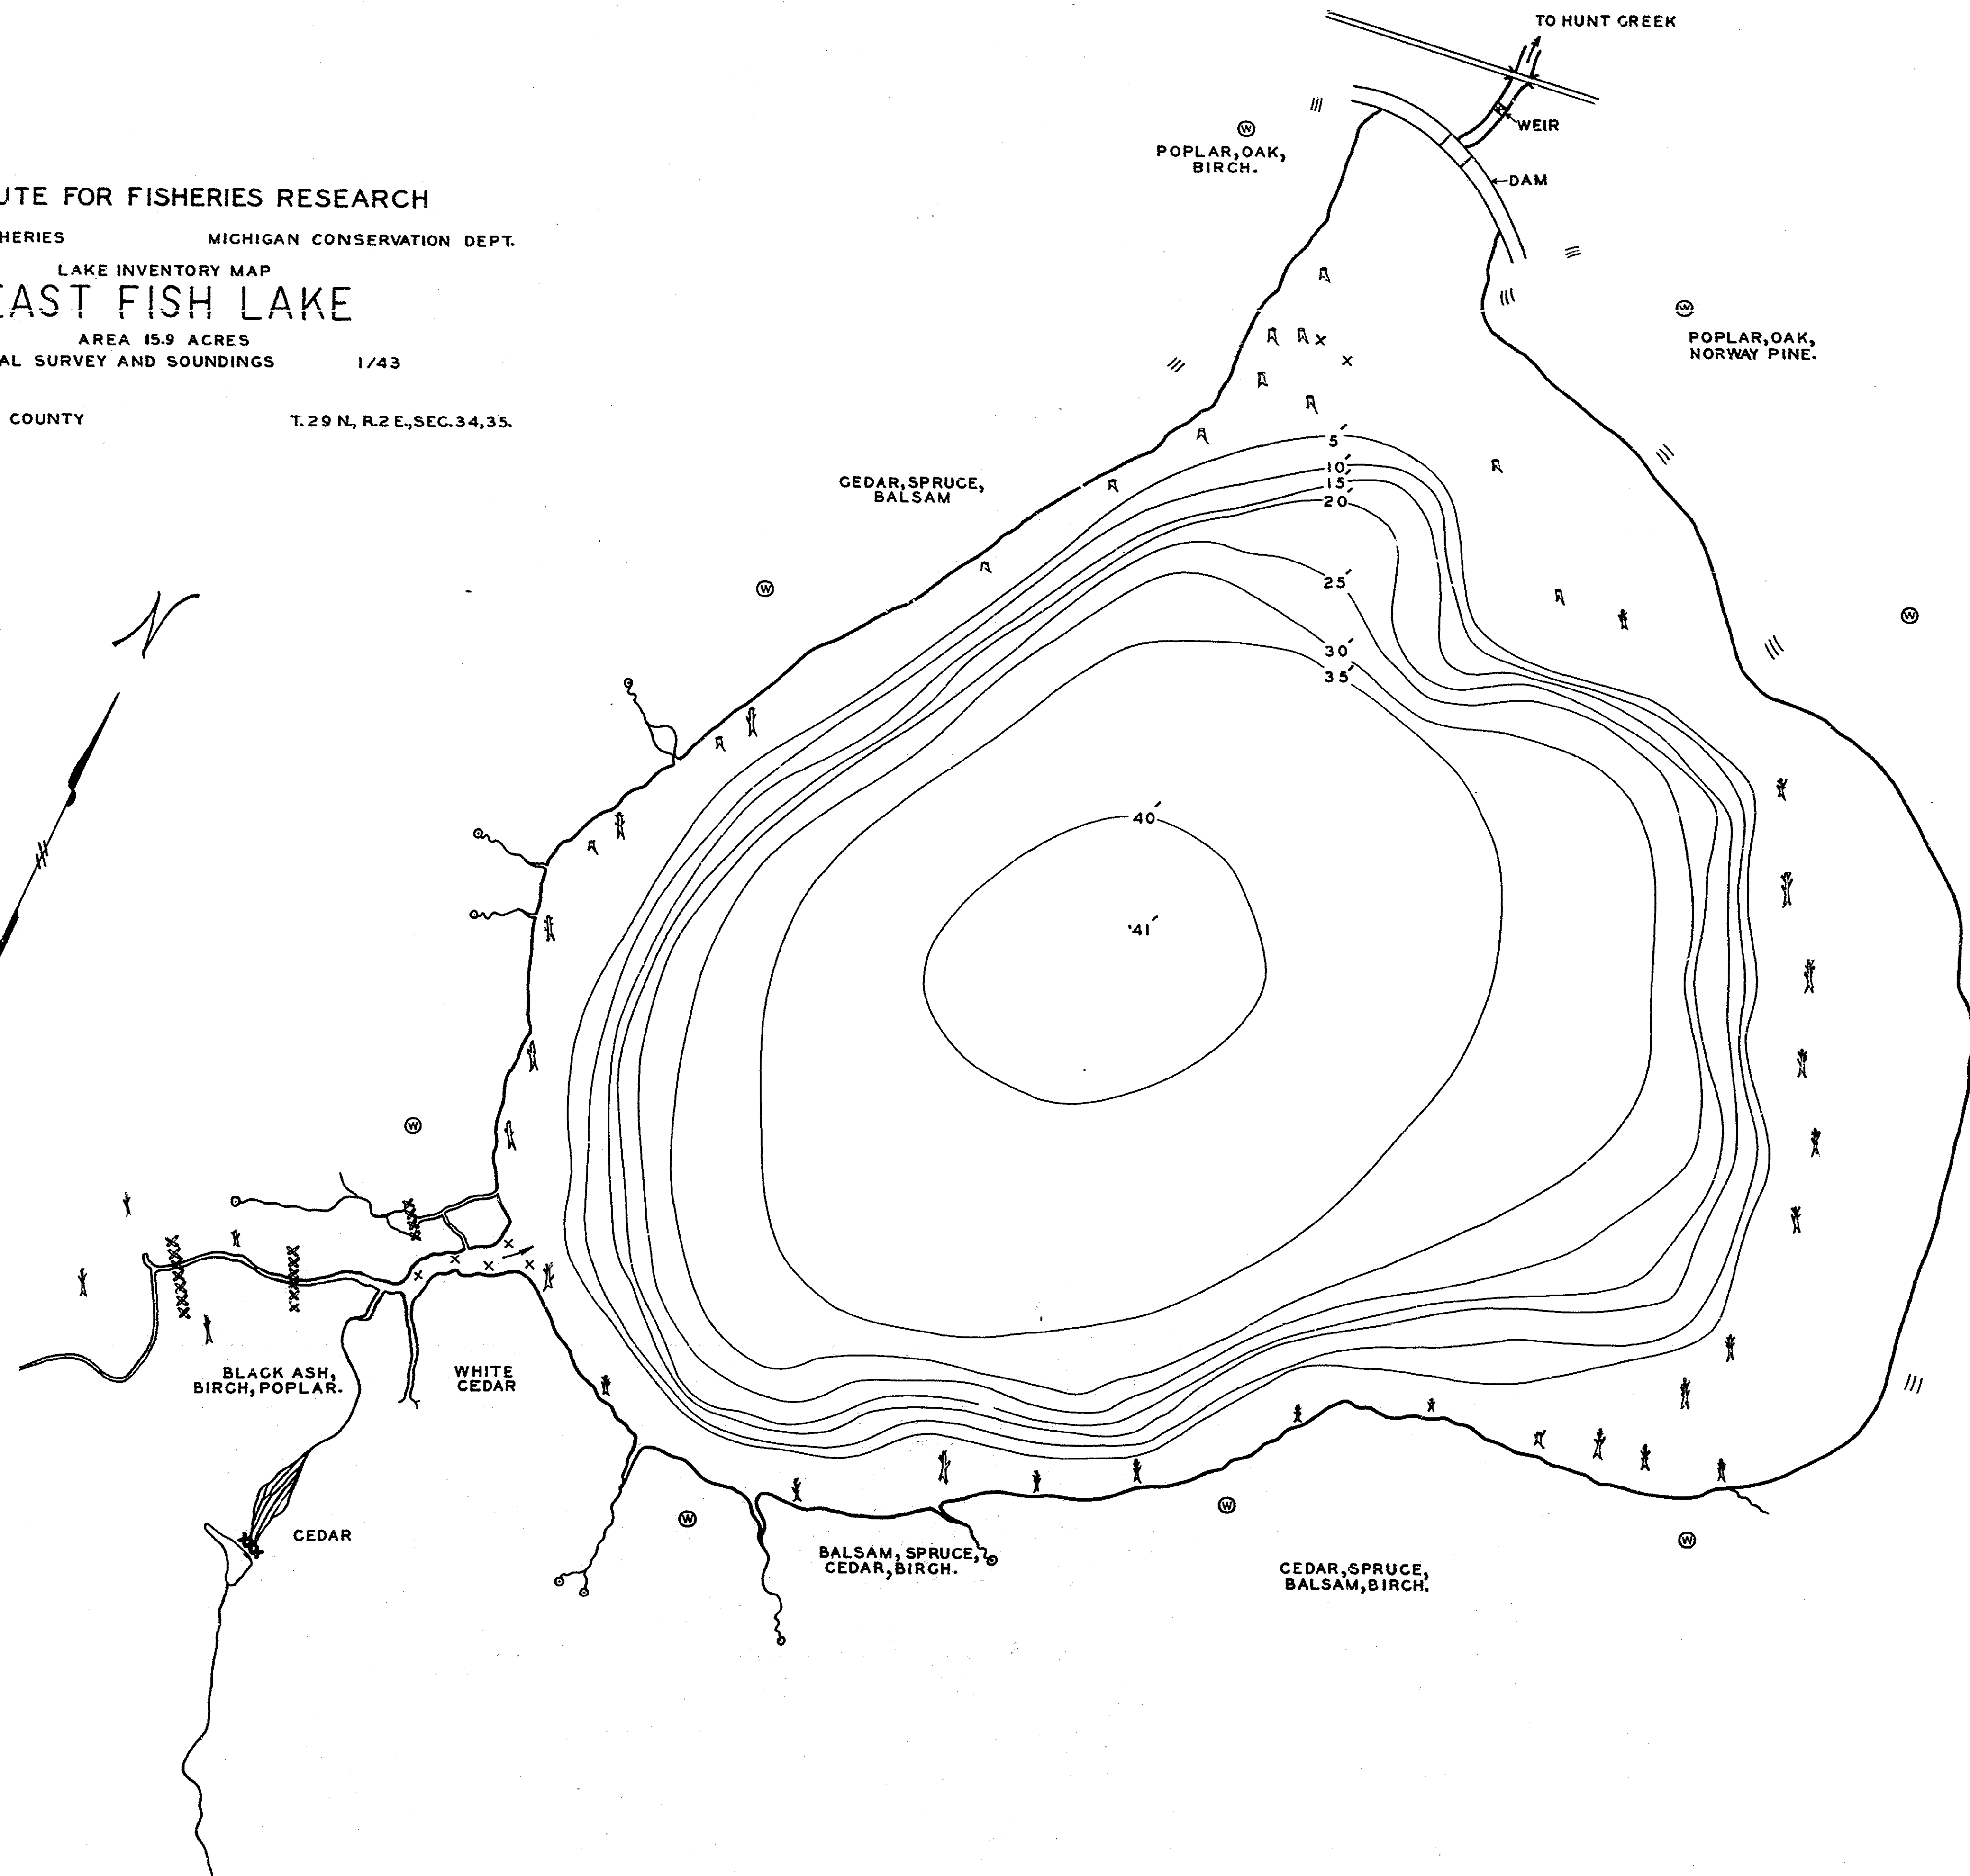 TO HUNT CREEK
WEIR
DAM
POPLAR, OAK,
BIRCH.
UTE FOR FISHERIES RESEARCH
HERIES MICHIGAN CONSERVATION DEPT.
LAKE INVENTORY MAP
EAST FISH LAKE
AREA 15.9 ACRES
AL SURVEY AND SOUNDINGS 1/43
COUNTY T.29 N., R.2 E., SEC. 34, 35.
POPLAR, OAK,
NORWAY PINE.
CEDAR, SPRUCE,
BALSAM
5′
10′
15′
20′
25′
30′
35′
40′
41′
N
W
W
W
W
W
W
W
W
BLACK ASH,
BIRCH, POPLAR.
WHITE
CEDAR
CEDAR
BALSAM, SPRUCE,
CEDAR, BIRCH.
CEDAR, SPRUCE,
BALSAM, BIRCH.